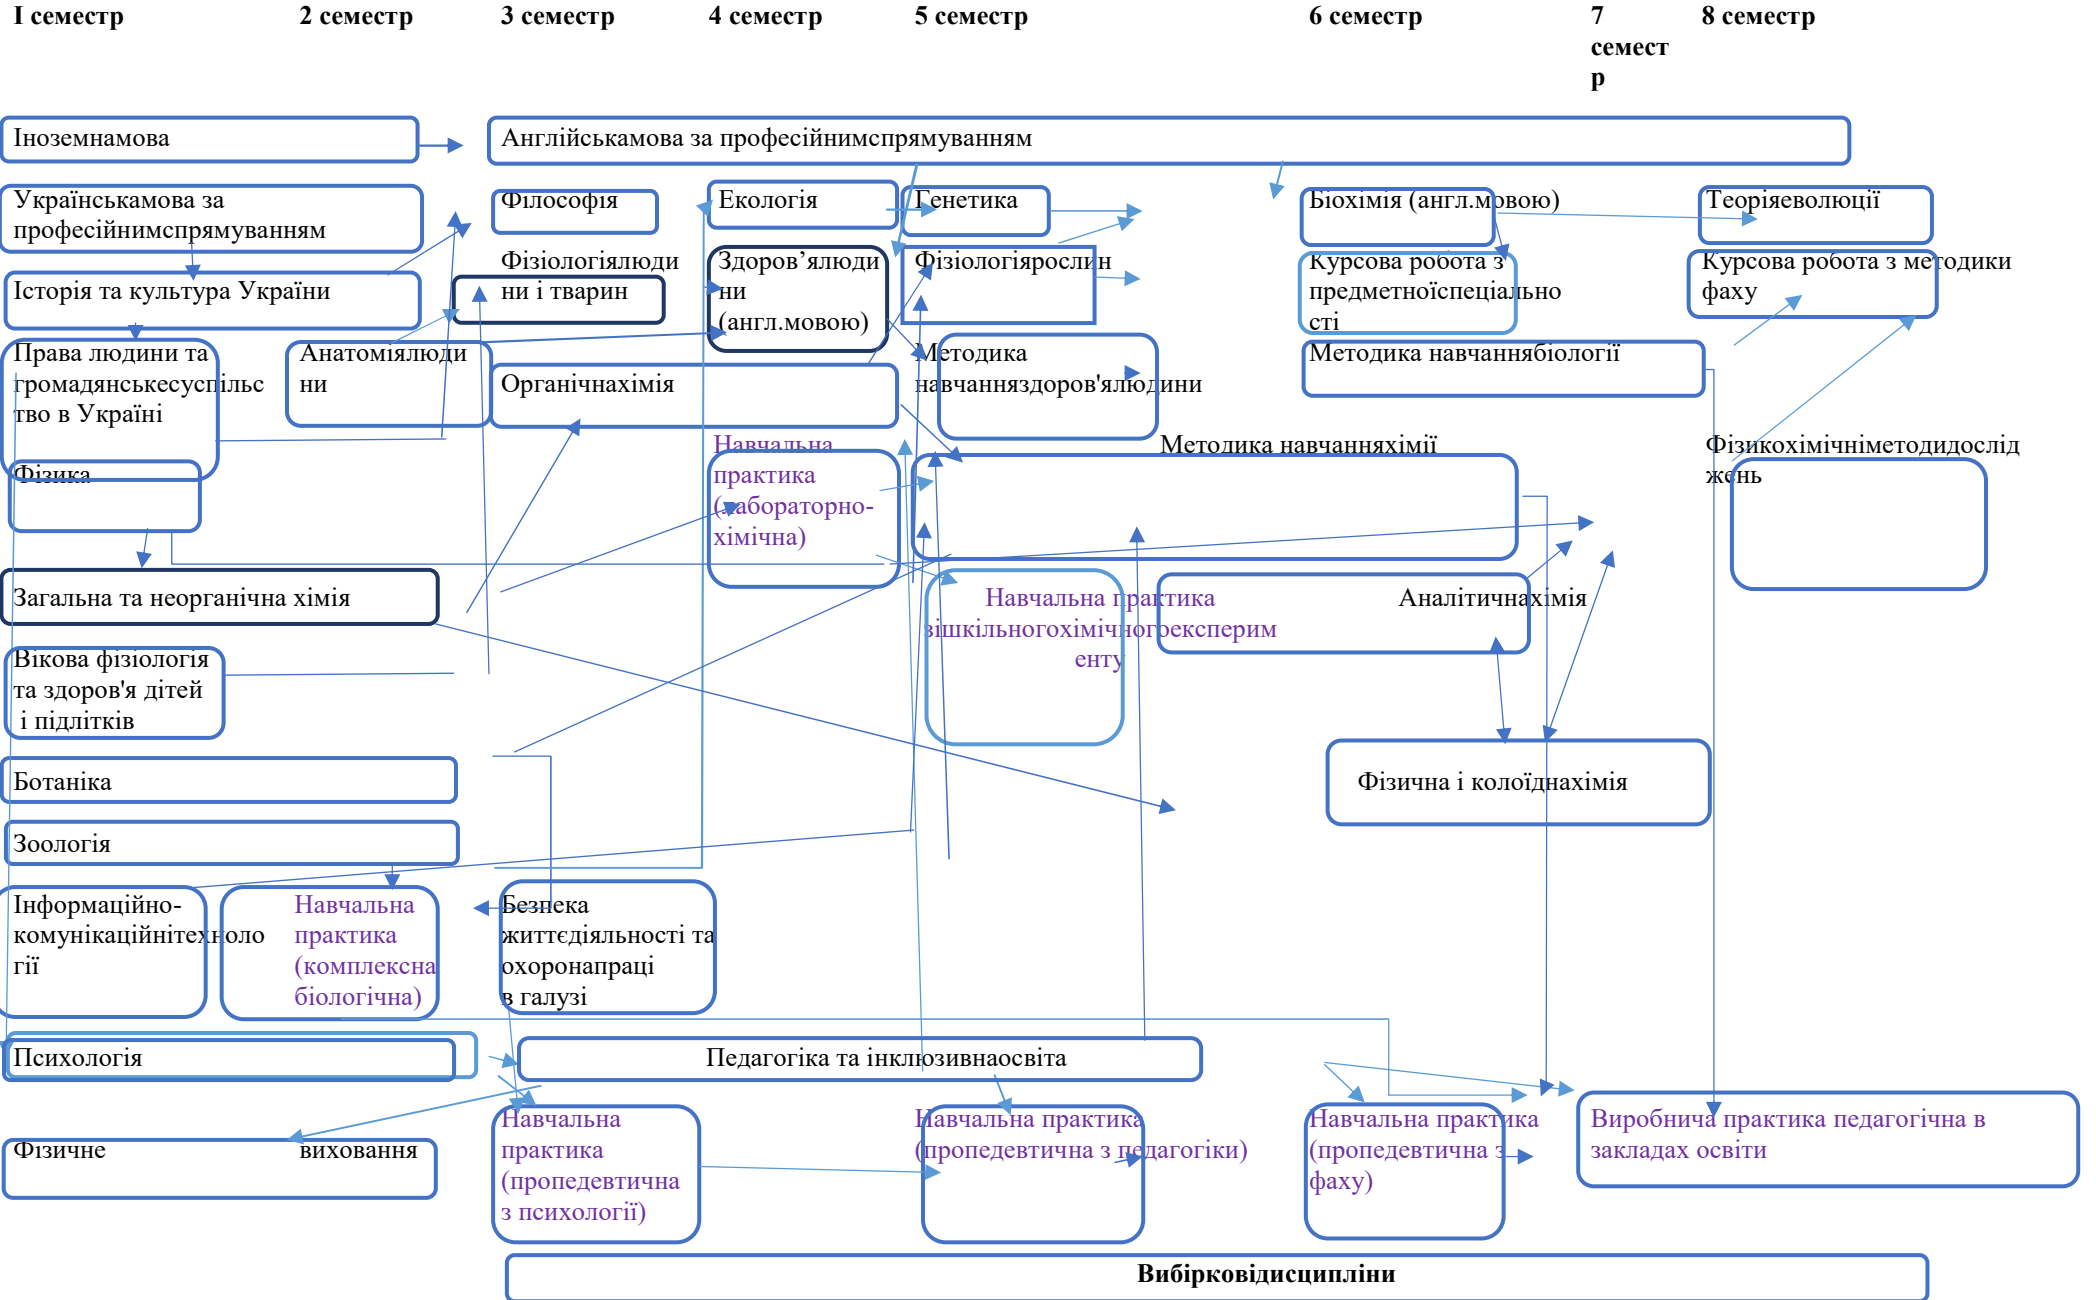 I семестр
2 семестр
3 семестр
4 семестр
5 семестр
6 семестр
7
семест
р
8 семестр
Іноземнамова
Англійськамова за професійнимспрямуванням
Українськамова за
професійнимспрямуванням
Філософія
Екологія
Генетика
Біохімія (англ.мовою)
Теоріяеволюції
Історія та культура України
Фізіологіялюди
ни і тварин
Здоров’ялюди
ни
(англ.мовою)
Фізіологіярослин
Курсова робота з
предметноїспеціально
сті
Курсова робота з методики
фаху
Права людини та
громадянськесуспільс
тво в Україні
Анатоміялюди
ни
Органічнахімія
Методика
навчанняздоров'ялюдини
Методика навчаннябіології
Фізика
Навчальна
практика
(лабораторно-
хімічна)
Методика навчанняхімії
Фізикохімічніметодидослід
жень
Загальна та неорганічна хімія
Навчальна практика
зішкільногохімічногоексперим
енту
Аналітичнахімія
Вікова фізіологія
та здоров'я дітей
і підлітків
Ботаніка
Фізична і колоїднахімія
Зоологія
Інформаційно-
комунікаційнітехноло
гії
Навчальна
практика
(комплексна
біологічна)
Безпека
життєдіяльності та
охоронапраці
в галузі
Психологія
Педагогіка та інклюзивнаосвіта
Фізичне виховання
Навчальна
практика
(пропедевтична
з психології)
Навчальна практика
(пропедевтична з педагогіки)
Навчальна практика
(пропедевтична з
фаху)
Виробнича практика педагогічна в
закладах освіти
Вибірковідисципліни